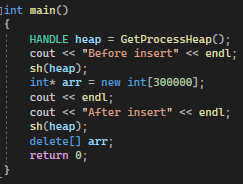 int main()
{
HANDLE heap = GetProcessHeap();
cout << "Before insert" << endl;
sh(heap);
int* arr = new int[300000];
cout << endl;
cout << "After insert" << endl;
sh(heap);
delete[] arr;
return 0;
}